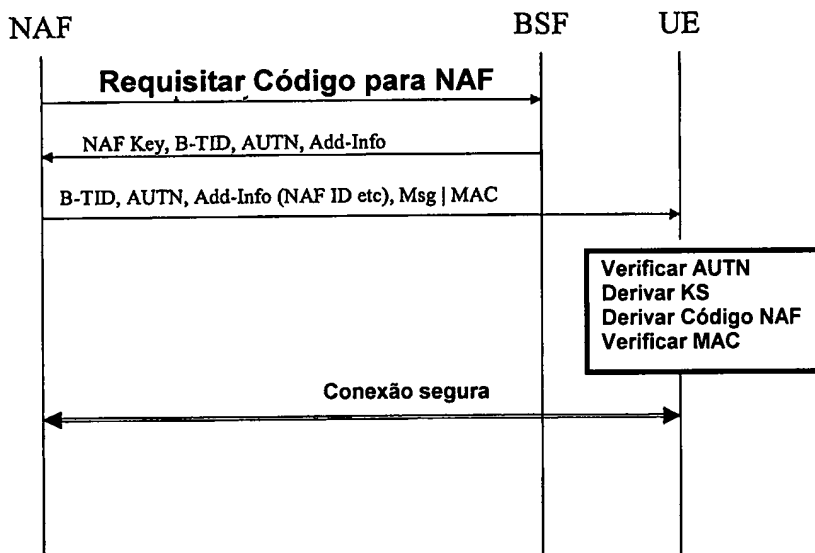 NAF
BSF
UE
Requisitar Código para NAF
NAF Key, B-TID, AUTN, Add-Info
B-TID, AUTN, Add-Info (NAF ID etc), Msg | MAC
Verificar AUTN
Derivar KS
Derivar Código NAF
Verificar MAC
Conexão segura